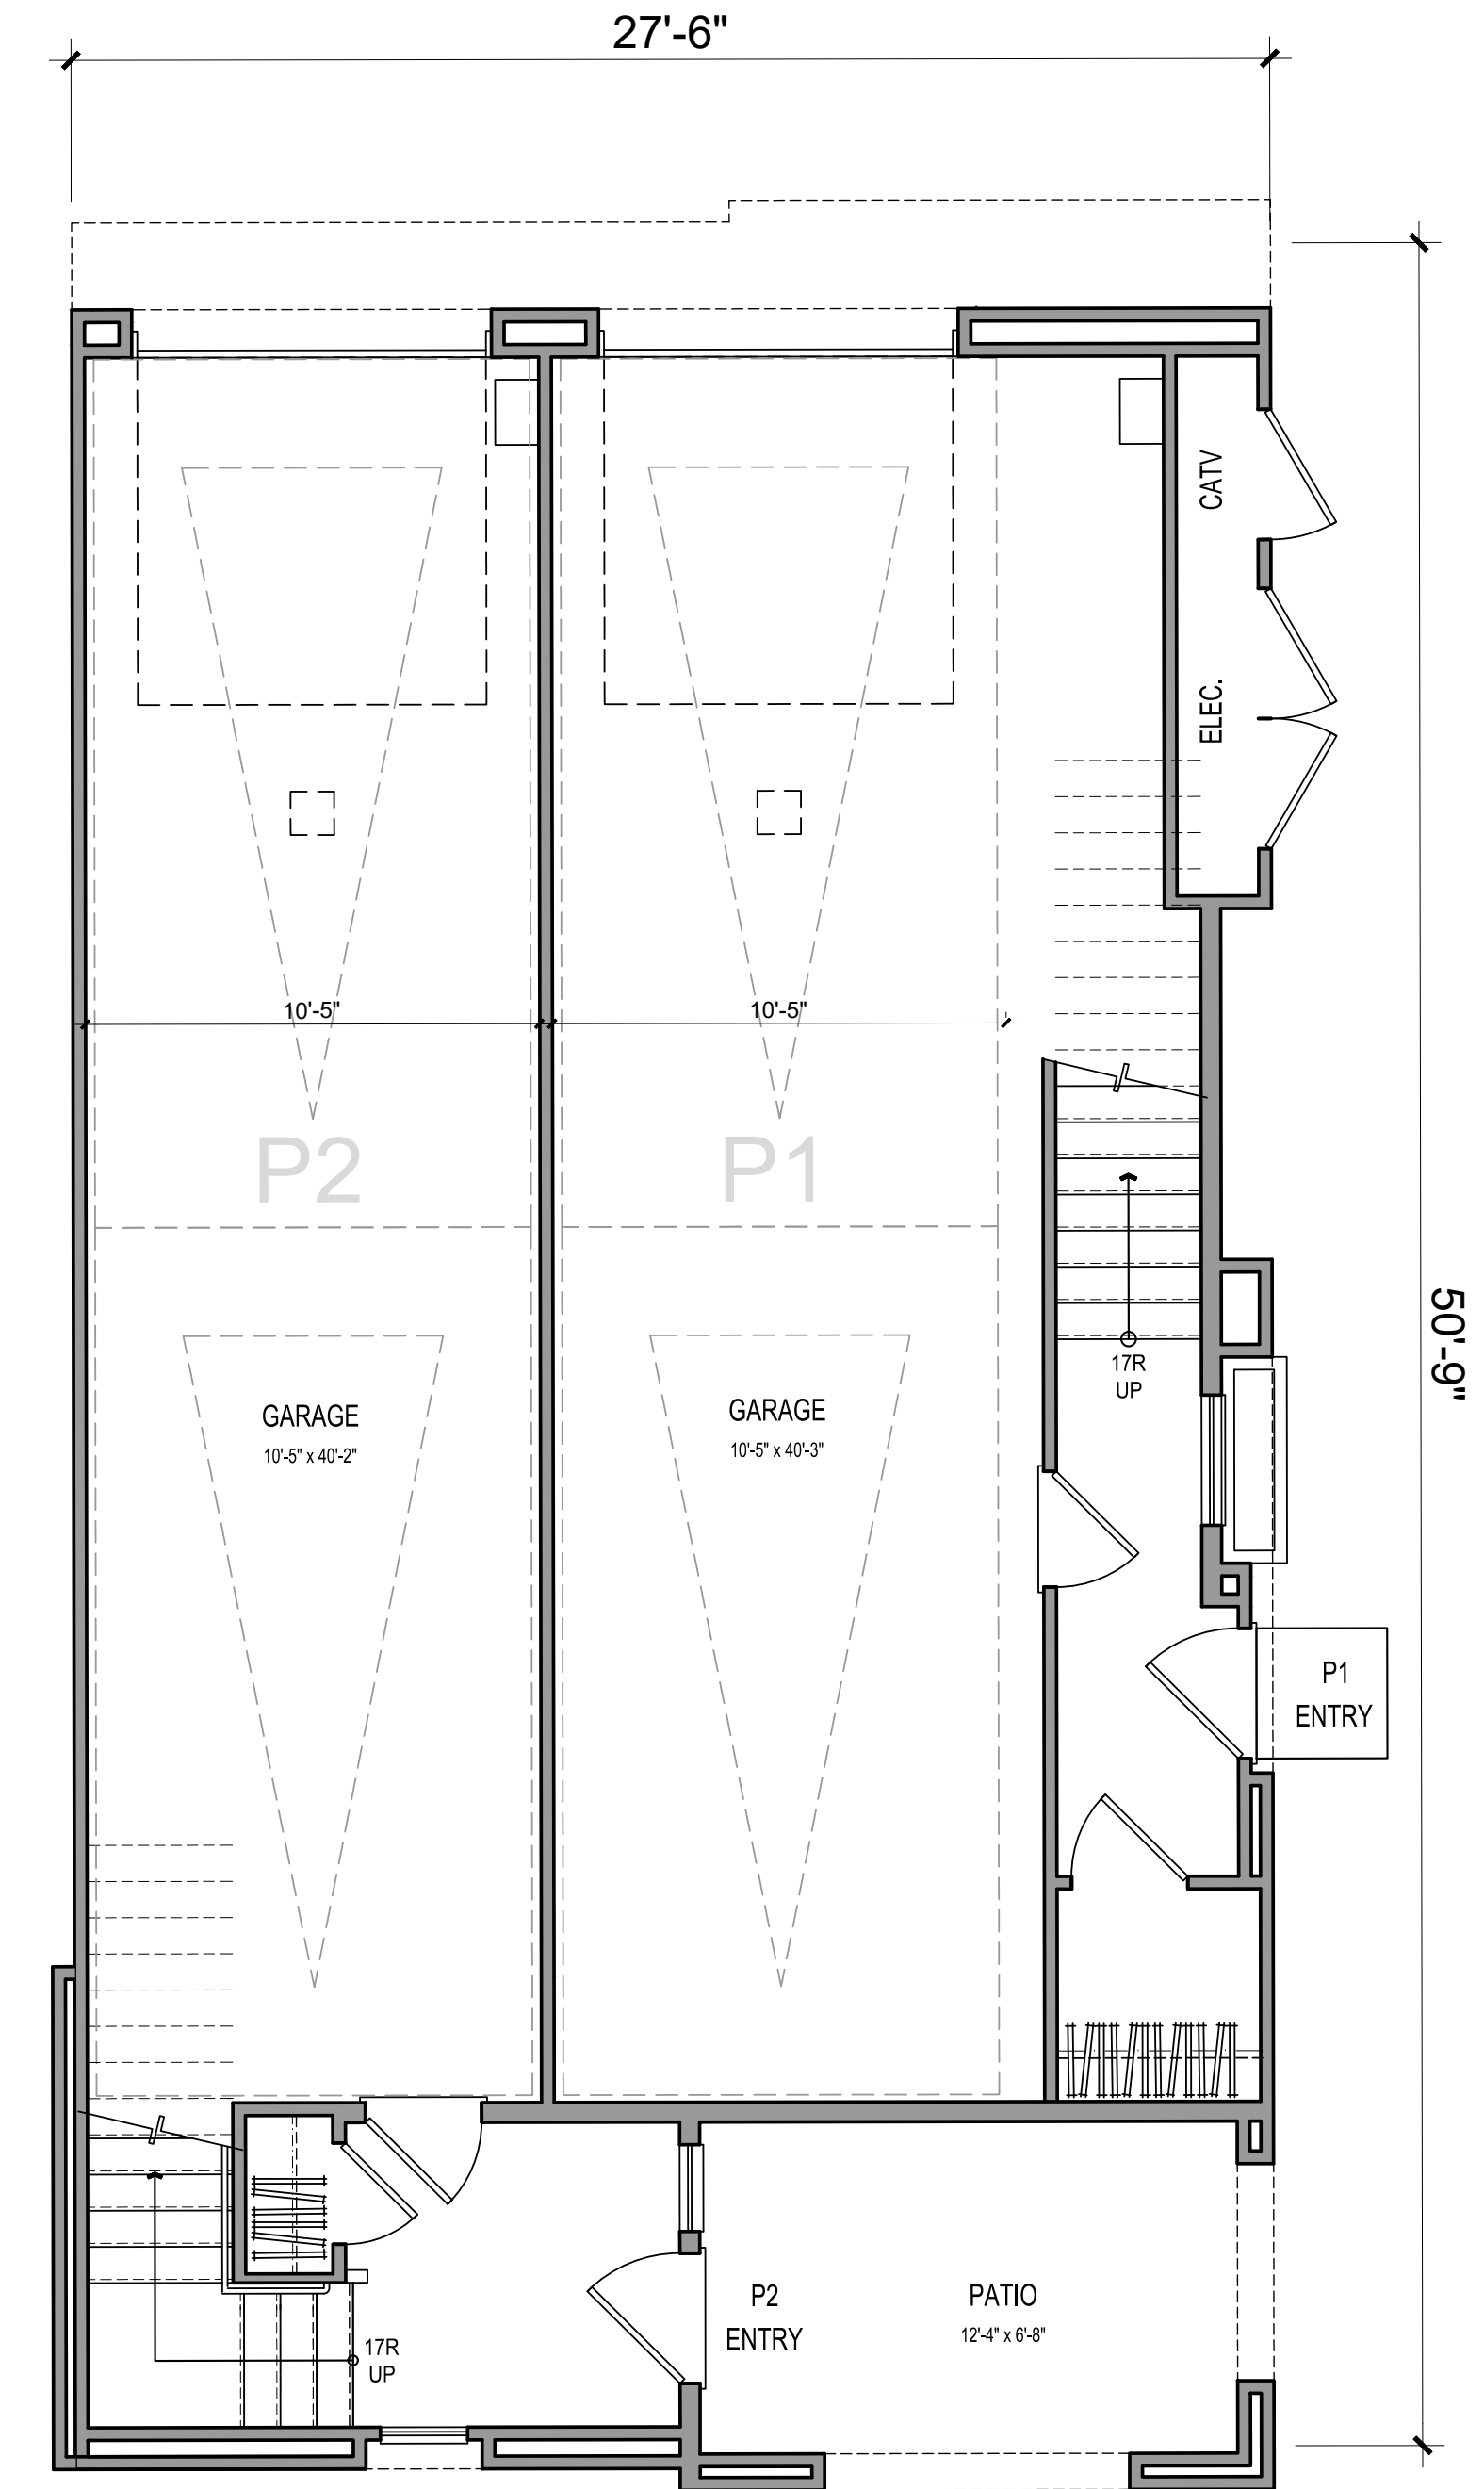 27'-6"
CATV
ELEC.
10'-5"
10'-5"
P2
P1
50'-9"
17R
UP
GARAGE
10'-5" x 40'-2"
GARAGE
10'-5" x 40'-3"
P1
ENTRY
P2
ENTRY
PATIO
12'-4" x 6'-8"
17R
UP